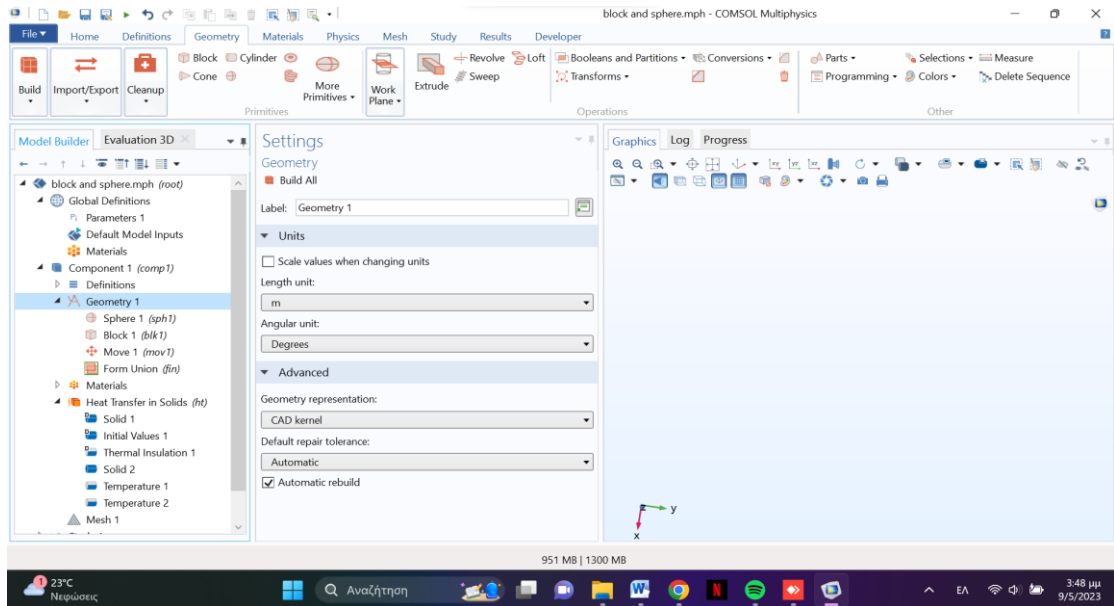 block and sphere.mph - COMSOL Multiphysics
File Home Definitions Geometry Materials Physics Mesh Study Results Developer
Build
Import/Export
Cleanup
Block Cylinder
Cone
More Primitives
Primitives
Work Plane
Extrude
Revolve Loft
Sweep
Booleans and Partitions Conversions
Transforms
Operations
Parts Selections Measure
Programming Colors Delete Sequence
Other
Model Builder Evaluation 3D
block and sphere.mph (root)
Global Definitions
Pi Parameters 1
Default Model Inputs
Materials
Component 1 (comp1)
Definitions
Geometry 1
Sphere 1 (sph1)
Block 1 (blk1)
Move 1 (mov1)
Form Union (fin)
Materials
Heat Transfer in Solids (ht)
Solid 1
Initial Values 1
Thermal Insulation 1
Solid 2
Temperature 1
Temperature 2
Mesh 1
Settings
Geometry
Build All
Label: Geometry 1
Units
Scale values when changing units
Length unit:
m
Angular unit:
Degrees
Advanced
Geometry representation:
CAD kernel
Default repair tolerance:
Automatic
Automatic rebuild
Graphics Log Progress
z y
x
951 MB | 1300 MB
1
23°C
Νεφώσεις
Αναζήτηση
ΕΛ
3:48 μμ
9/5/2023